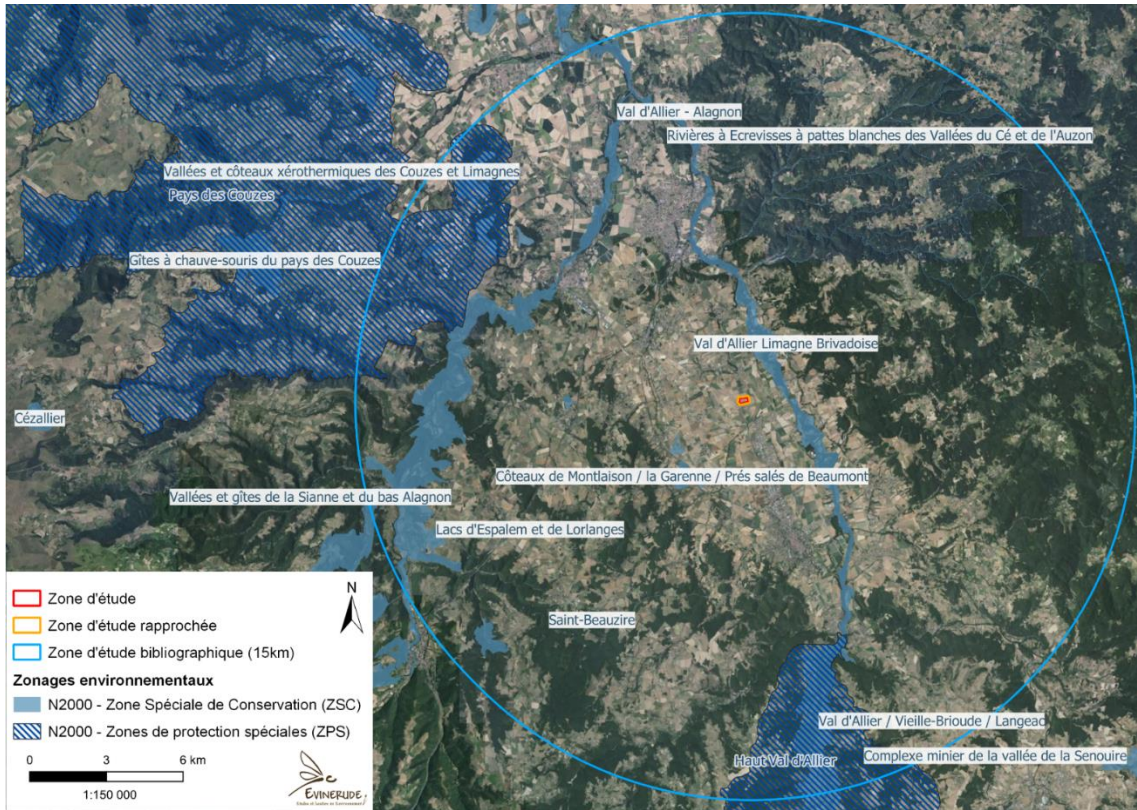 Val d'Allier - Alagnon
Rivières à Ecrevisses à pattes blanches des Vallées du Cé et de l'Auzon
Vallées et côteaux xérothermiques des Couzes et Limagnes
Pays des Couzes
Gîtes à chauve-souris du pays des Couzes
Val d'Allier Limagne Brivadoise
Cézallier
Côteaux de Montlaison / la Garenne / Prés salés de Beaumont
Vallées et gîtes de la Sianne et du bas Alagnon
Lacs d'Espalem et de Lorlanges
Saint-Beauzire
Val d'Allier / Vieille-Brioude / Langeac
Haut Val d'Allier
Complexe minier de la vallée de la Senouire
N
Zone d'étude
Zone d'étude rapprochée
Zone d'étude bibliographique (15km)
Zonages environnementaux
N2000 - Zone Spéciale de Conservation (ZSC)
N2000 - Zones de protection spéciales (ZPS)
0 3 6 km
1:150 000
EVINERUDE